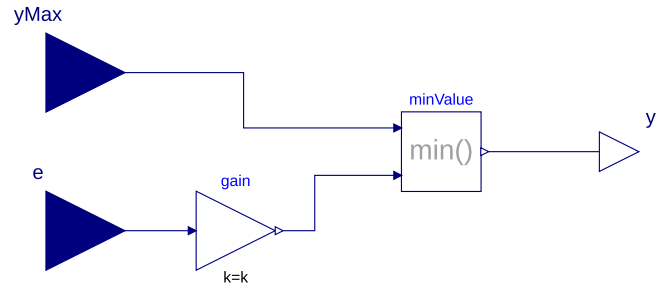 yMax
minValue
min()
y
e
gain
k=k